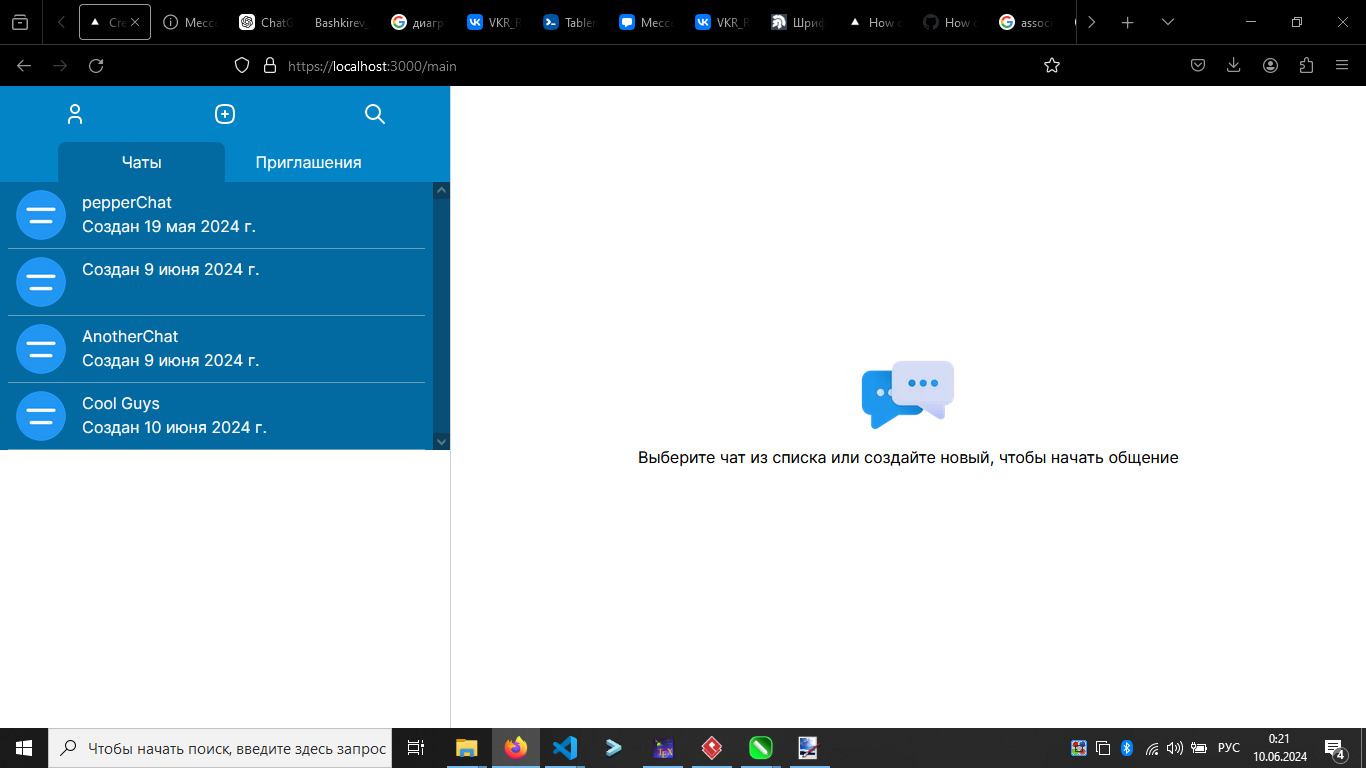 Cre
Мессе
ChatG
Bashkirev_
диагр
VKR_R
Tablem
Мессе
VKR_R
Шриф
How c
How c
associ
https://localhost:3000/main
Чаты
Приглашения
pepperChat
Создан 19 мая 2024 г.
Создан 9 июня 2024 г.
AnotherChat
Создан 9 июня 2024 г.
Cool Guys
Создан 10 июня 2024 г.
Выберите чат из списка или создайте новый, чтобы начать общение
Чтобы начать поиск, введите здесь запрос
TEX
РУС
0:21
10.06.2024
4